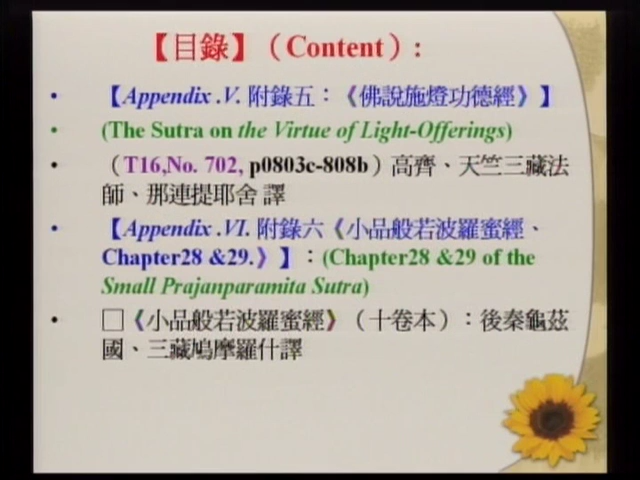 【目錄】（Content）:
• 【Appendix .V. 附錄五：《佛說施燈功德經》】
• (The Sutra on the Virtue of Light-Offerings)
• （T16,No. 702, p0803c-808b）高齊、天竺三藏法
師、那連提耶舍 譯
• 【Appendix .VI. 附錄六《小品般若波羅蜜經、
Chapter28 &29.》】：(Chapter28 &29 of the
Small Prajanparamita Sutra)
• □《小品般若波羅蜜經》（十卷本）：後秦龜茲
國、三藏鳩摩羅什譯